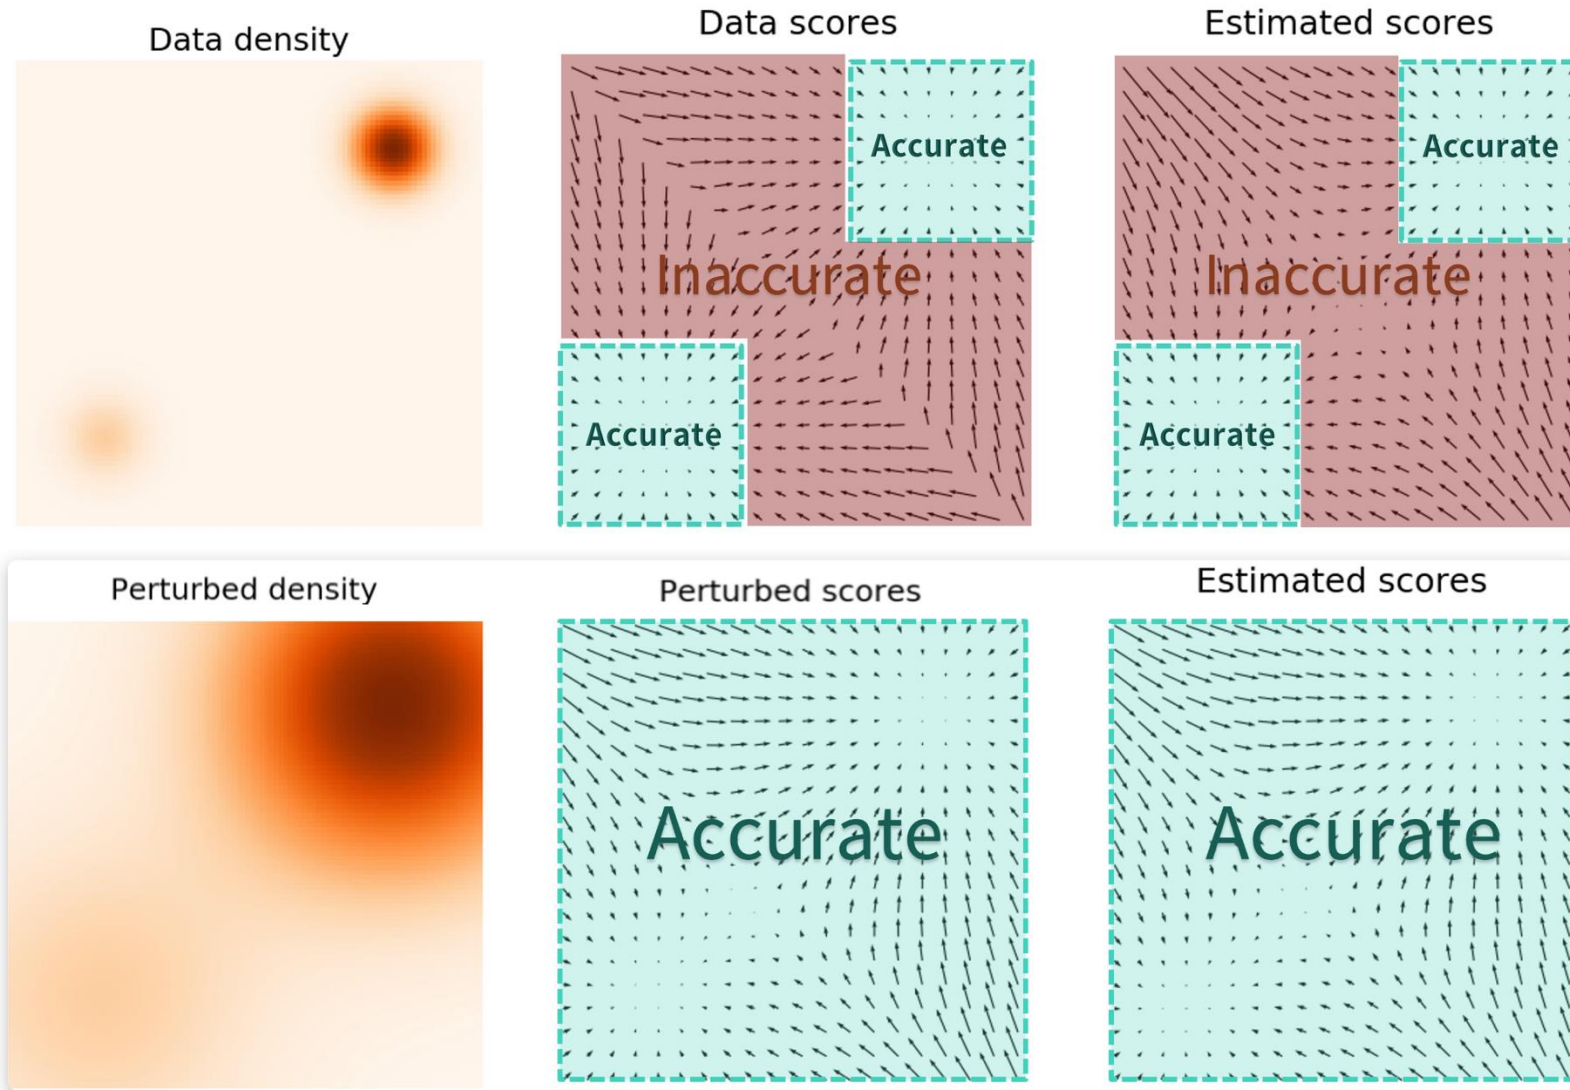 Data density
Data scores
Estimated scores
Accurate
Accurate
Inaccurate
Inaccurate
Accurate
Accurate
Perturbed density
Perturbed scores
Estimated scores
Accurate
Accurate